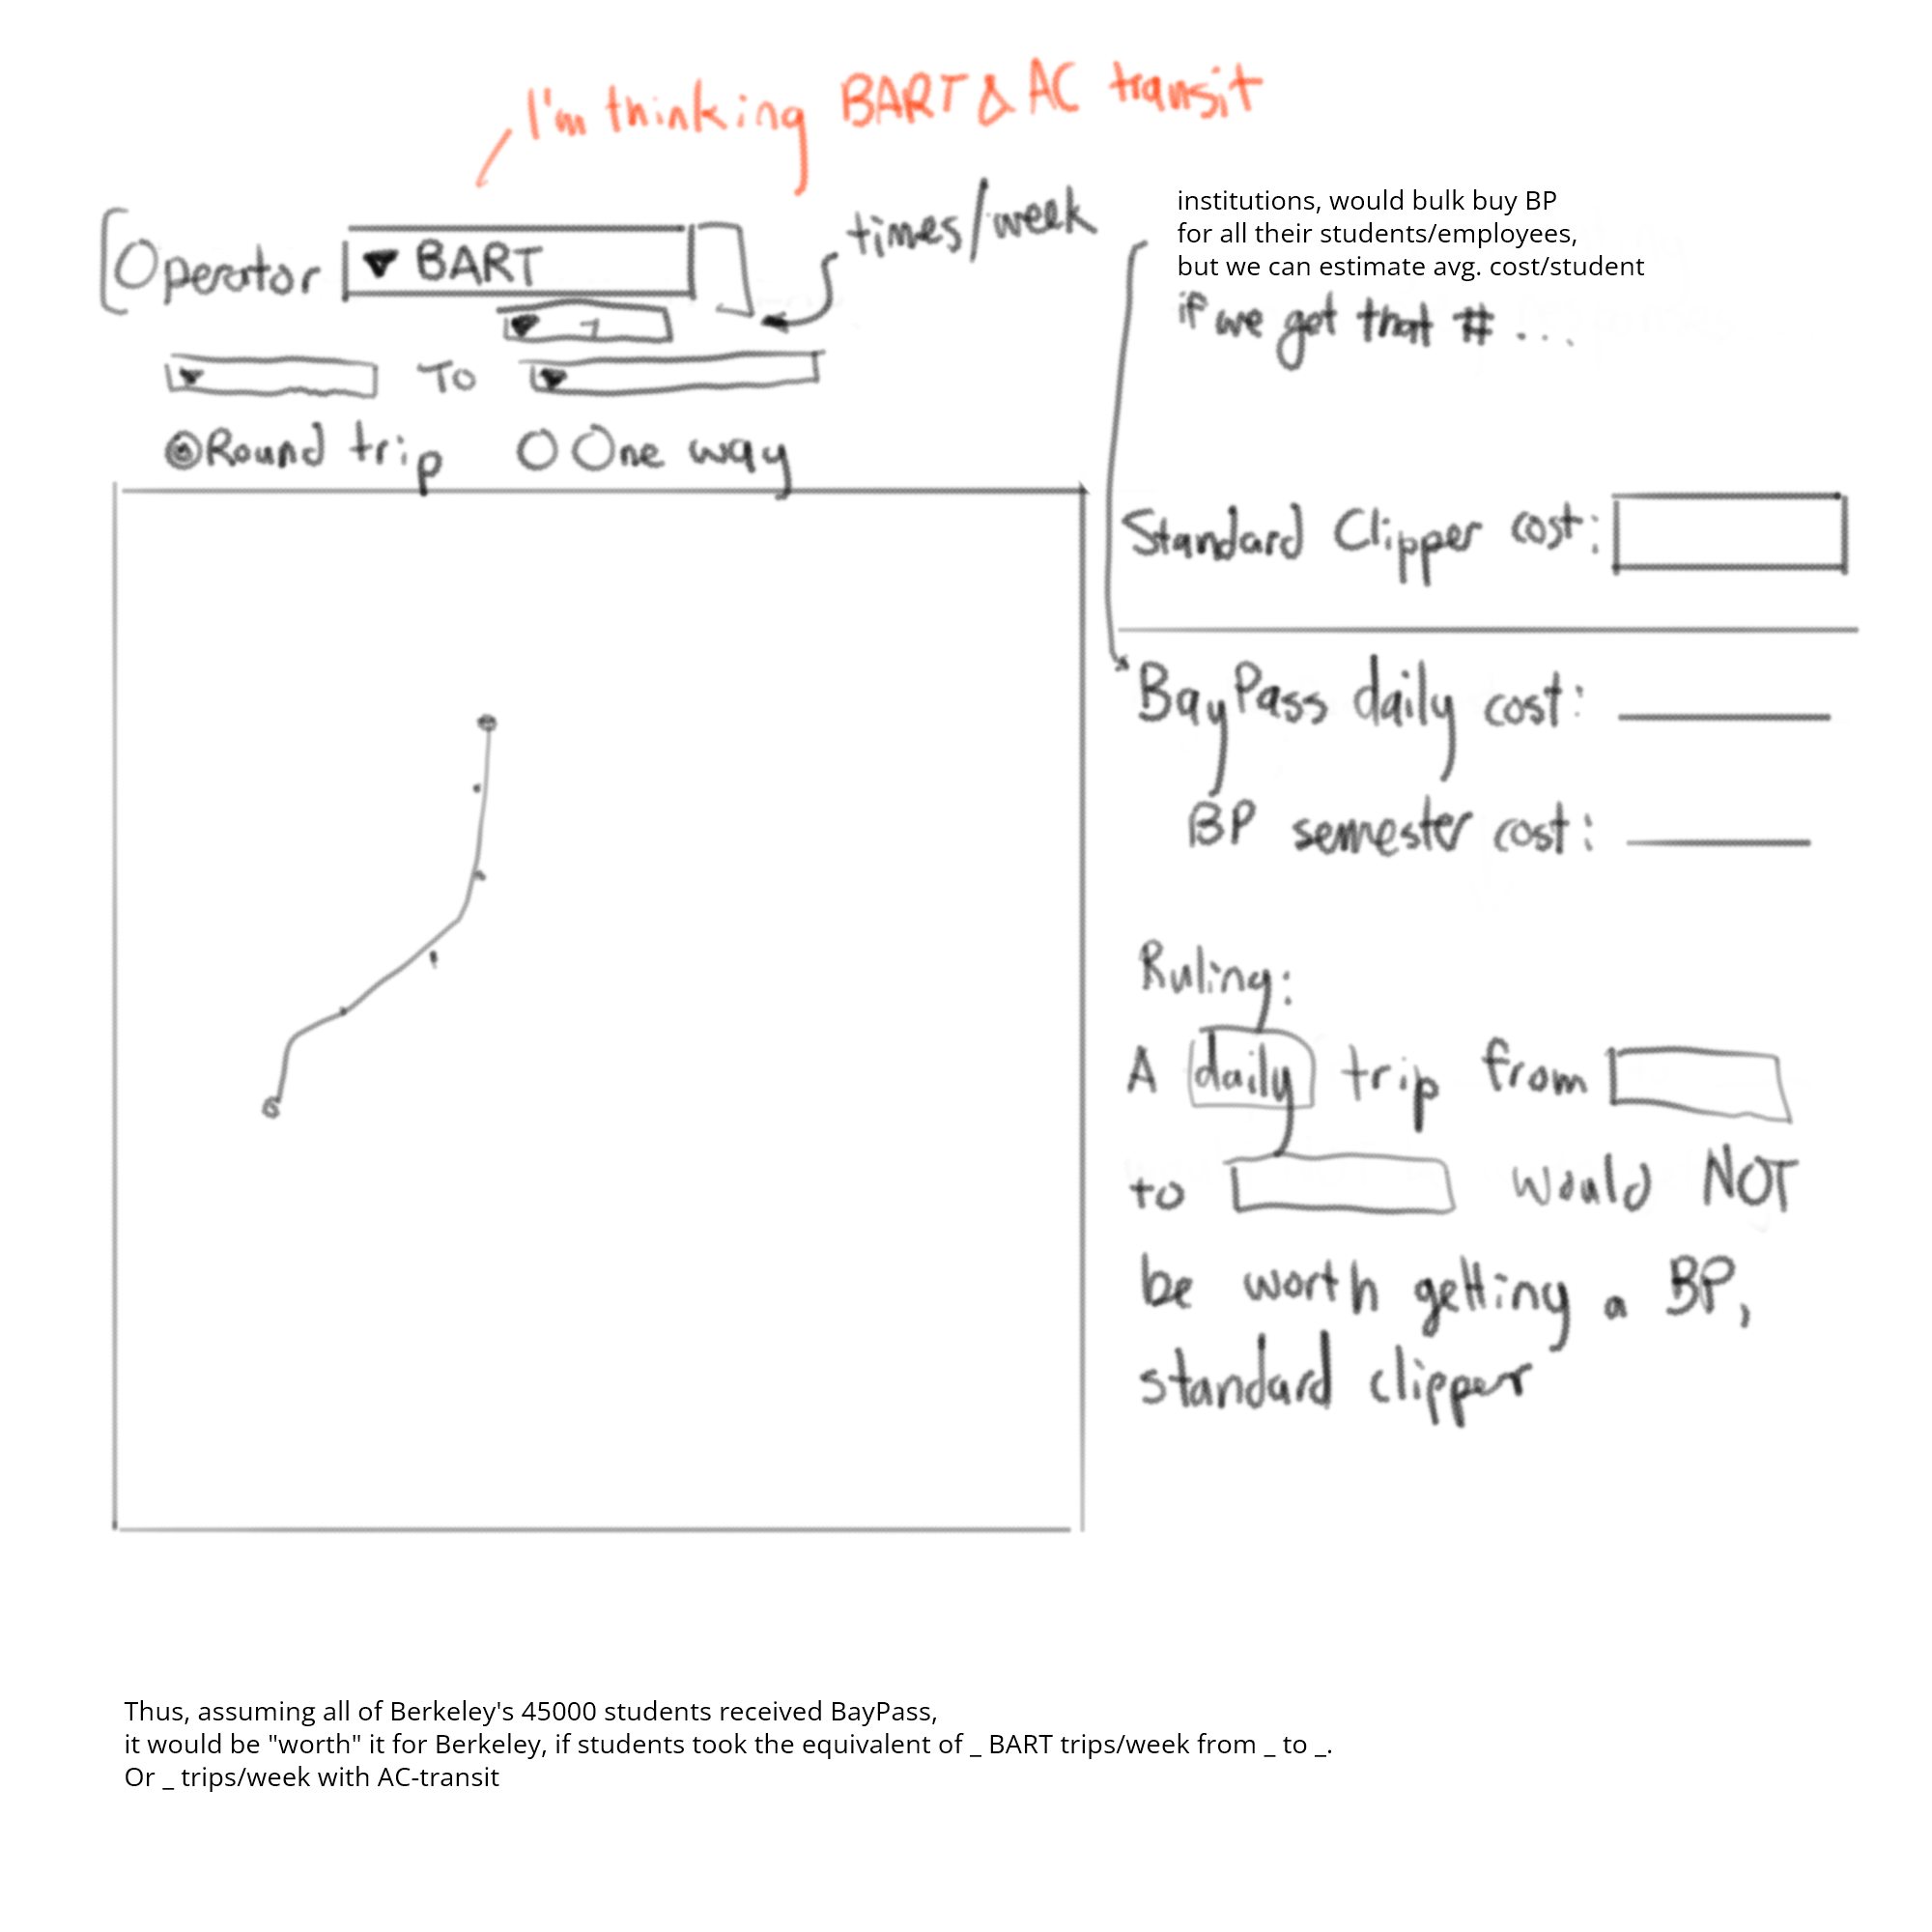 I'm thinking BART & AC transit
Operator BART
times/week
To
Round trip One way
institutions, would bulk buy BP
for all their students/employees,
but we can estimate avg. cost/student
if we get that # ...
Standard Clipper cost:
BayPass daily cost:
BP semester cost:
Ruling:
A daily trip from
to would NOT
be worth getting a BP,
standard clipper
Thus, assuming all of Berkeley's 45000 students received BayPass,
it would be "worth" it for Berkeley, if students took the equivalent of _ BART trips/week from _ to _.
Or _ trips/week with AC-transit